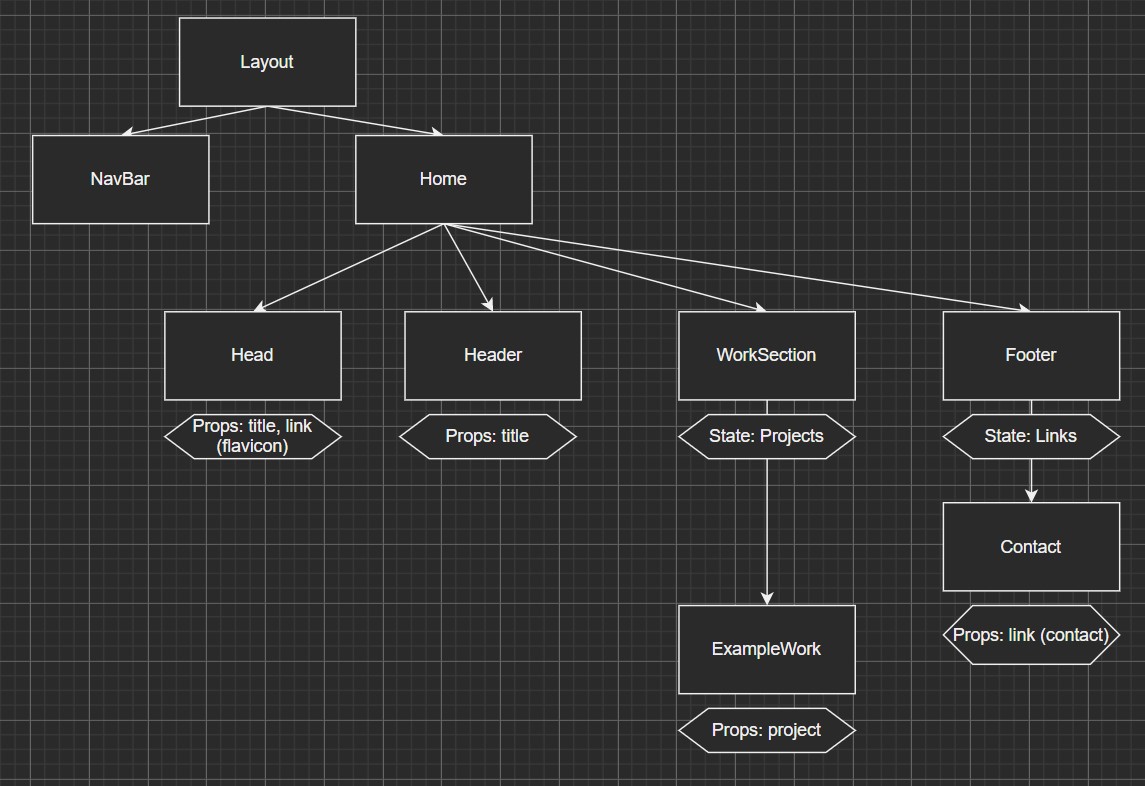 Layout
NavBar
Home
Head
Header
WorkSection
Footer
Props: title, link
(flavicon)
Props: title
State: Projects
State: Links
Contact
Props: link (contact)
ExampleWork
Props: project